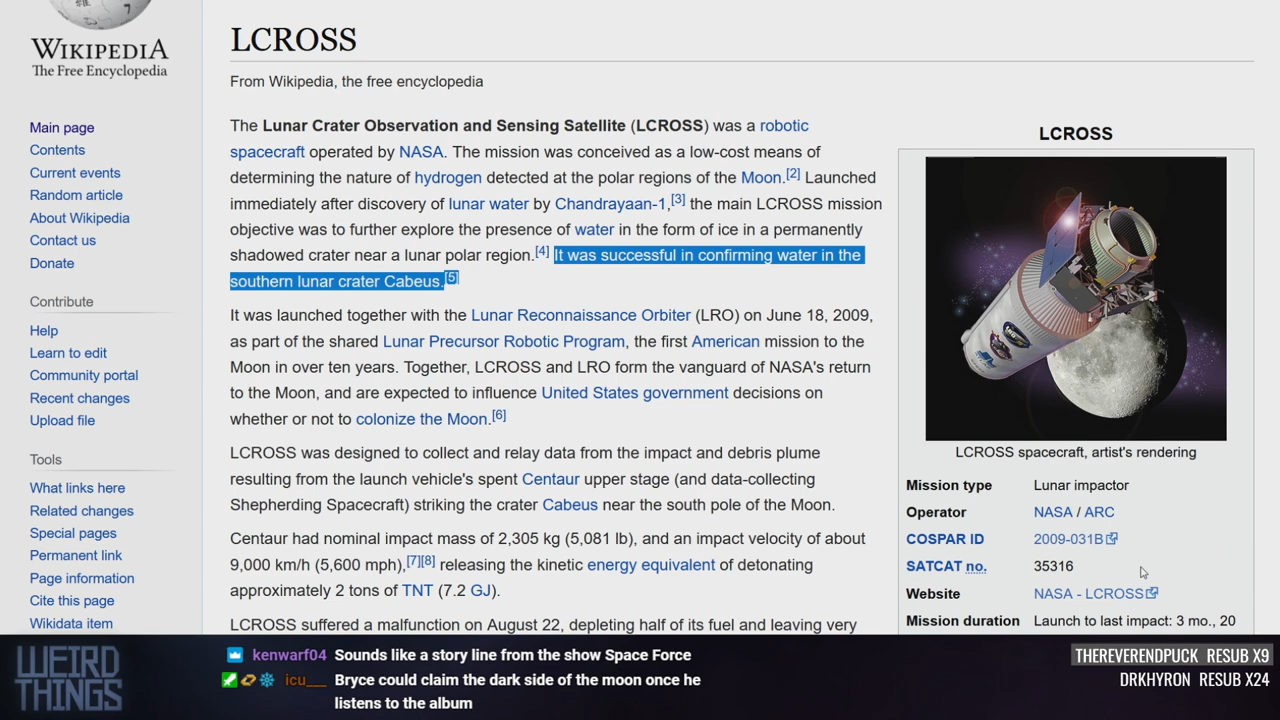 WIKIPEDIA
The Free Encyclopedia
Main page
Contents
Current events
Random article
About Wikipedia
Contact us
Donate
Contribute
Help
Learn to edit
Community portal
Recent changes
Upload file
Tools
What links here
Related changes
Special pages
Permanent link
Page information
Cite this page
Wikidata item
LCROSS
From Wikipedia, the free encyclopedia
The Lunar Crater Observation and Sensing Satellite (LCROSS) was a robotic
spacecraft operated by NASA. The mission was conceived as a low-cost means of
determining the nature of hydrogen detected at the polar regions of the Moon.[2] Launched
immediately after discovery of lunar water by Chandrayaan-1,[3] the main LCROSS mission
objective was to further explore the presence of water in the form of ice in a permanently
shadowed crater near a lunar polar region.[4] It was successful in confirming water in the
southern lunar crater Cabeus.[5]
It was launched together with the Lunar Reconnaissance Orbiter (LRO) on June 18, 2009,
as part of the shared Lunar Precursor Robotic Program, the first American mission to the
Moon in over ten years. Together, LCROSS and LRO form the vanguard of NASA's return
to the Moon, and are expected to influence United States government decisions on
whether or not to colonize the Moon.[6]
LCROSS was designed to collect and relay data from the impact and debris plume
resulting from the launch vehicle's spent Centaur upper stage (and data-collecting
Shepherding Spacecraft) striking the crater Cabeus near the south pole of the Moon.
Centaur had nominal impact mass of 2,305 kg (5,081 lb), and an impact velocity of about
9,000 km/h (5,600 mph),[7][8] releasing the kinetic energy equivalent of detonating
approximately 2 tons of TNT (7.2 GJ).
LCROSS suffered a malfunction on August 22, depleting half of its fuel and leaving very
LCROSS
LCROSS spacecraft, artist's rendering
Mission type Lunar impactor
Operator NASA / ARC
COSPAR ID 2009-031B
SATCAT no. 35316
Website NASA - LCROSS
Mission duration Launch to last impact: 3 mo., 20
WEIRD
THINGS
kenwarf04 Sounds like a story line from the show Space Force
icu___ Bryce could claim the dark side of the moon once he
listens to the album
THEREVERENDPUCK RESUB X9
DRKHYRON RESUB X24